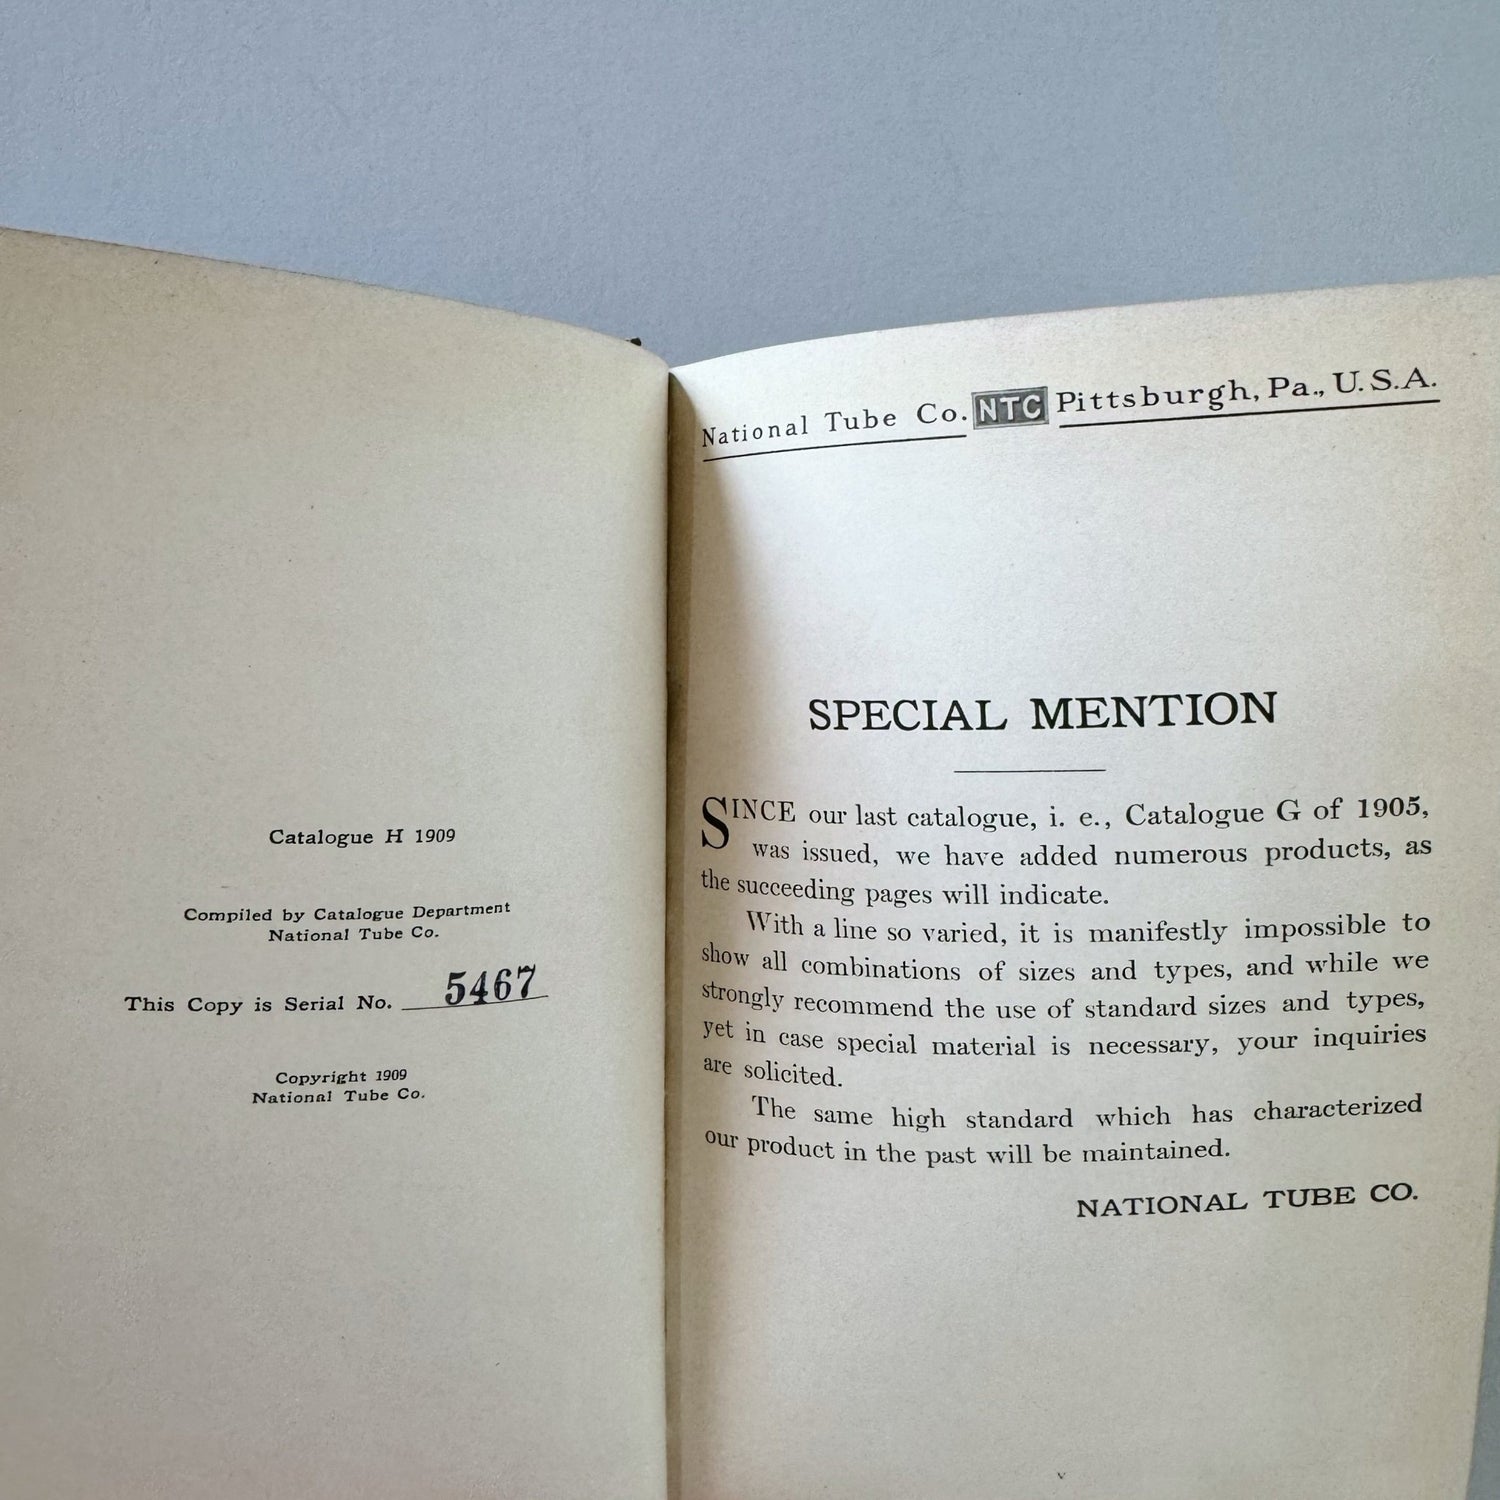 Catalogue H 1909
Compiled by Catalogue Department
National Tube Co.
This Copy is Serial No. 5467
Copyright 1909
National Tube Co.
National Tube Co. NTC Pittsburgh, Pa., U.S.A.
SPECIAL MENTION
SINCE our last catalogue, i. e., Catalogue G of 1905,
was issued, we have added numerous products, as
the succeeding pages will indicate.
With a line so varied, it is manifestly impossible to
show all combinations of sizes and types, and while we
strongly recommend the use of standard sizes and types,
yet in case special material is necessary, your inquiries
are solicited.
The same high standard which has characterized
our product in the past will be maintained.
NATIONAL TUBE CO.